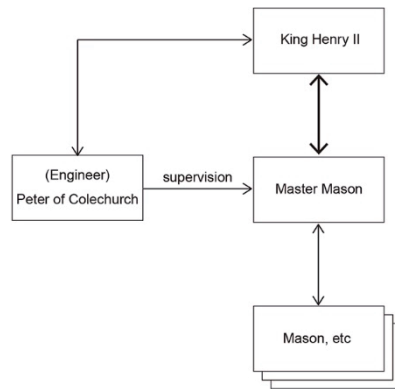 King Henry II
(Engineer)
Peter of Colechurch
supervision
Master Mason
Mason, etc